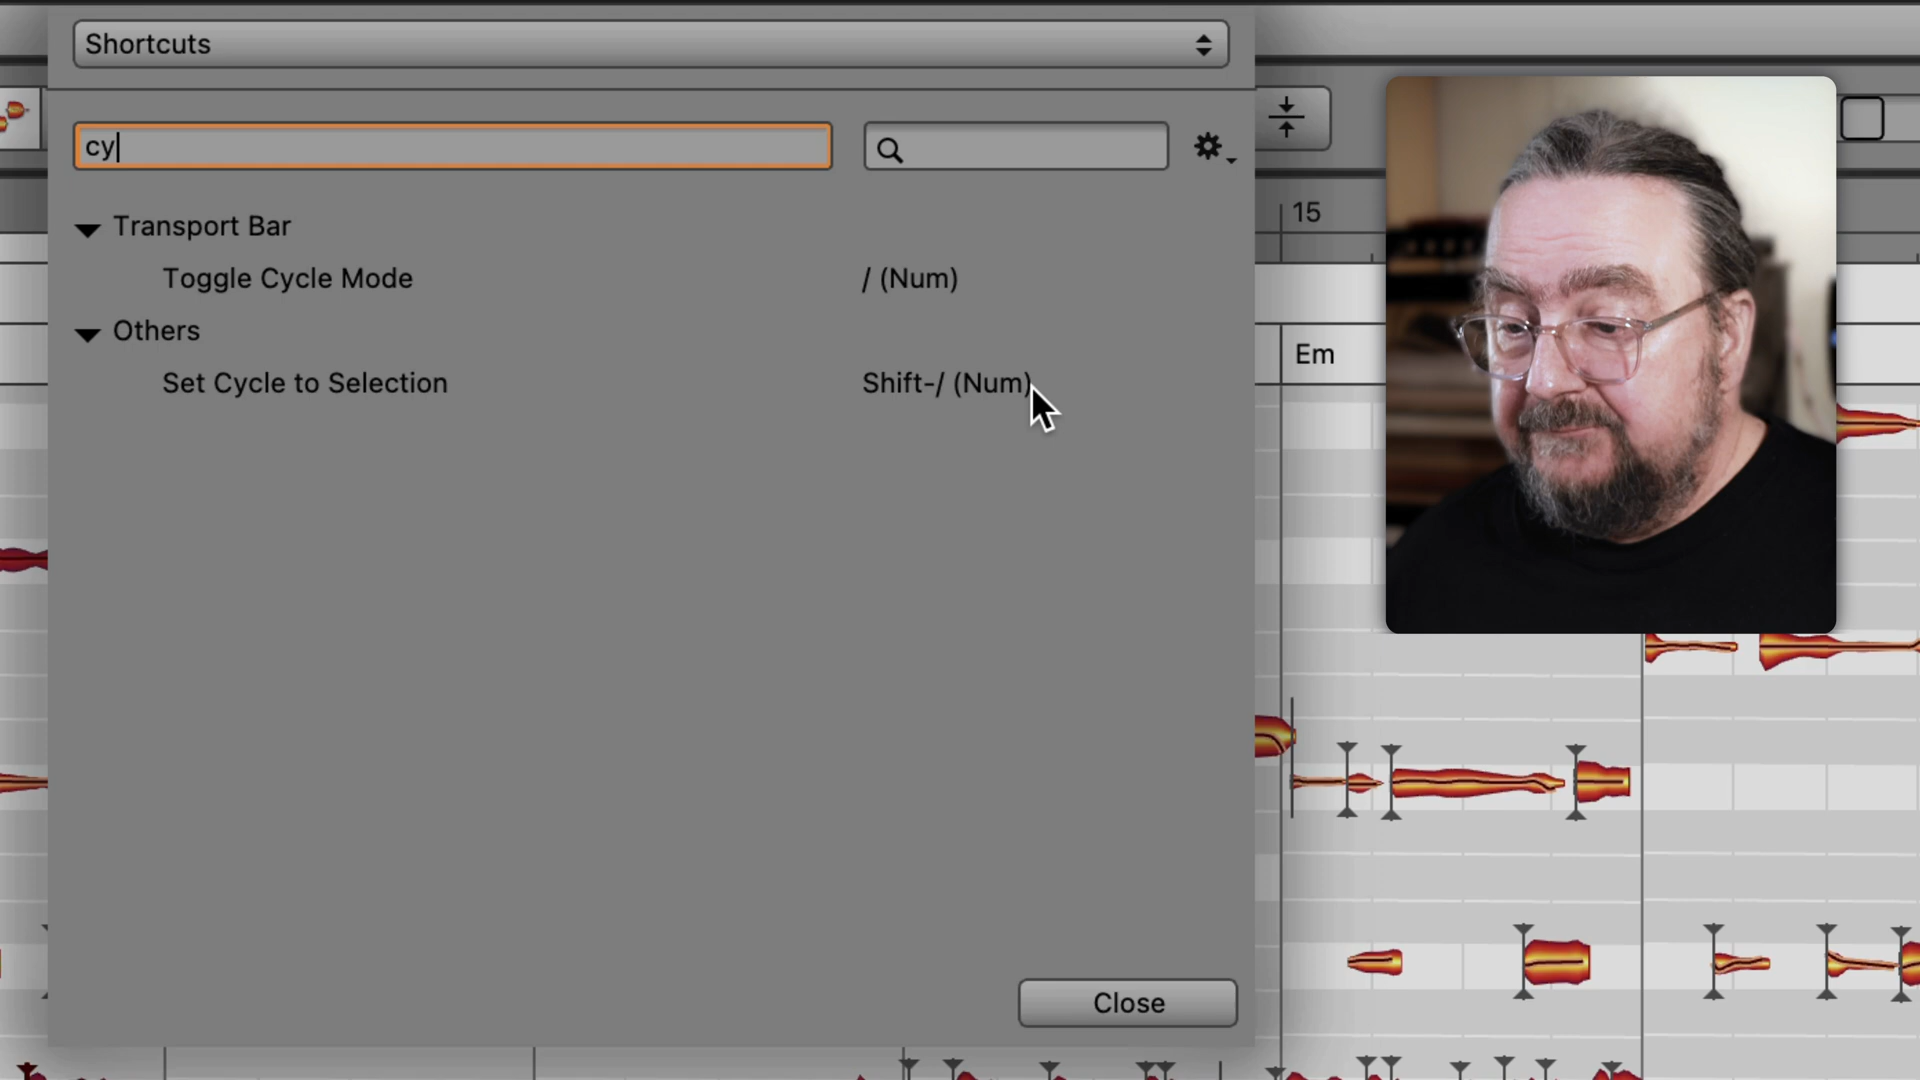 Shortcuts
cy
Transport Bar
Toggle Cycle Mode / (Num)
Others
Set Cycle to Selection Shift-/ (Num)
Close
15
Em